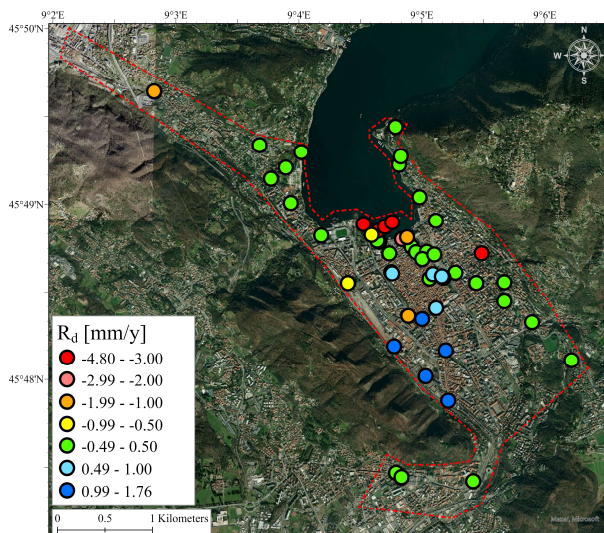 9°2'E 9°3'E 9°4'E 9°5'E 9°6'E
45°50'N
N
W E
S
45°49'N
45°48'N
R_d [mm/y]
-4.80 - -3.00
-2.99 - -2.00
-1.99 - -1.00
-0.99 - -0.50
-0.49 - 0.50
0.49 - 1.00
0.99 - 1.76
0 0.5 1 Kilometers
Maxar, Microsoft